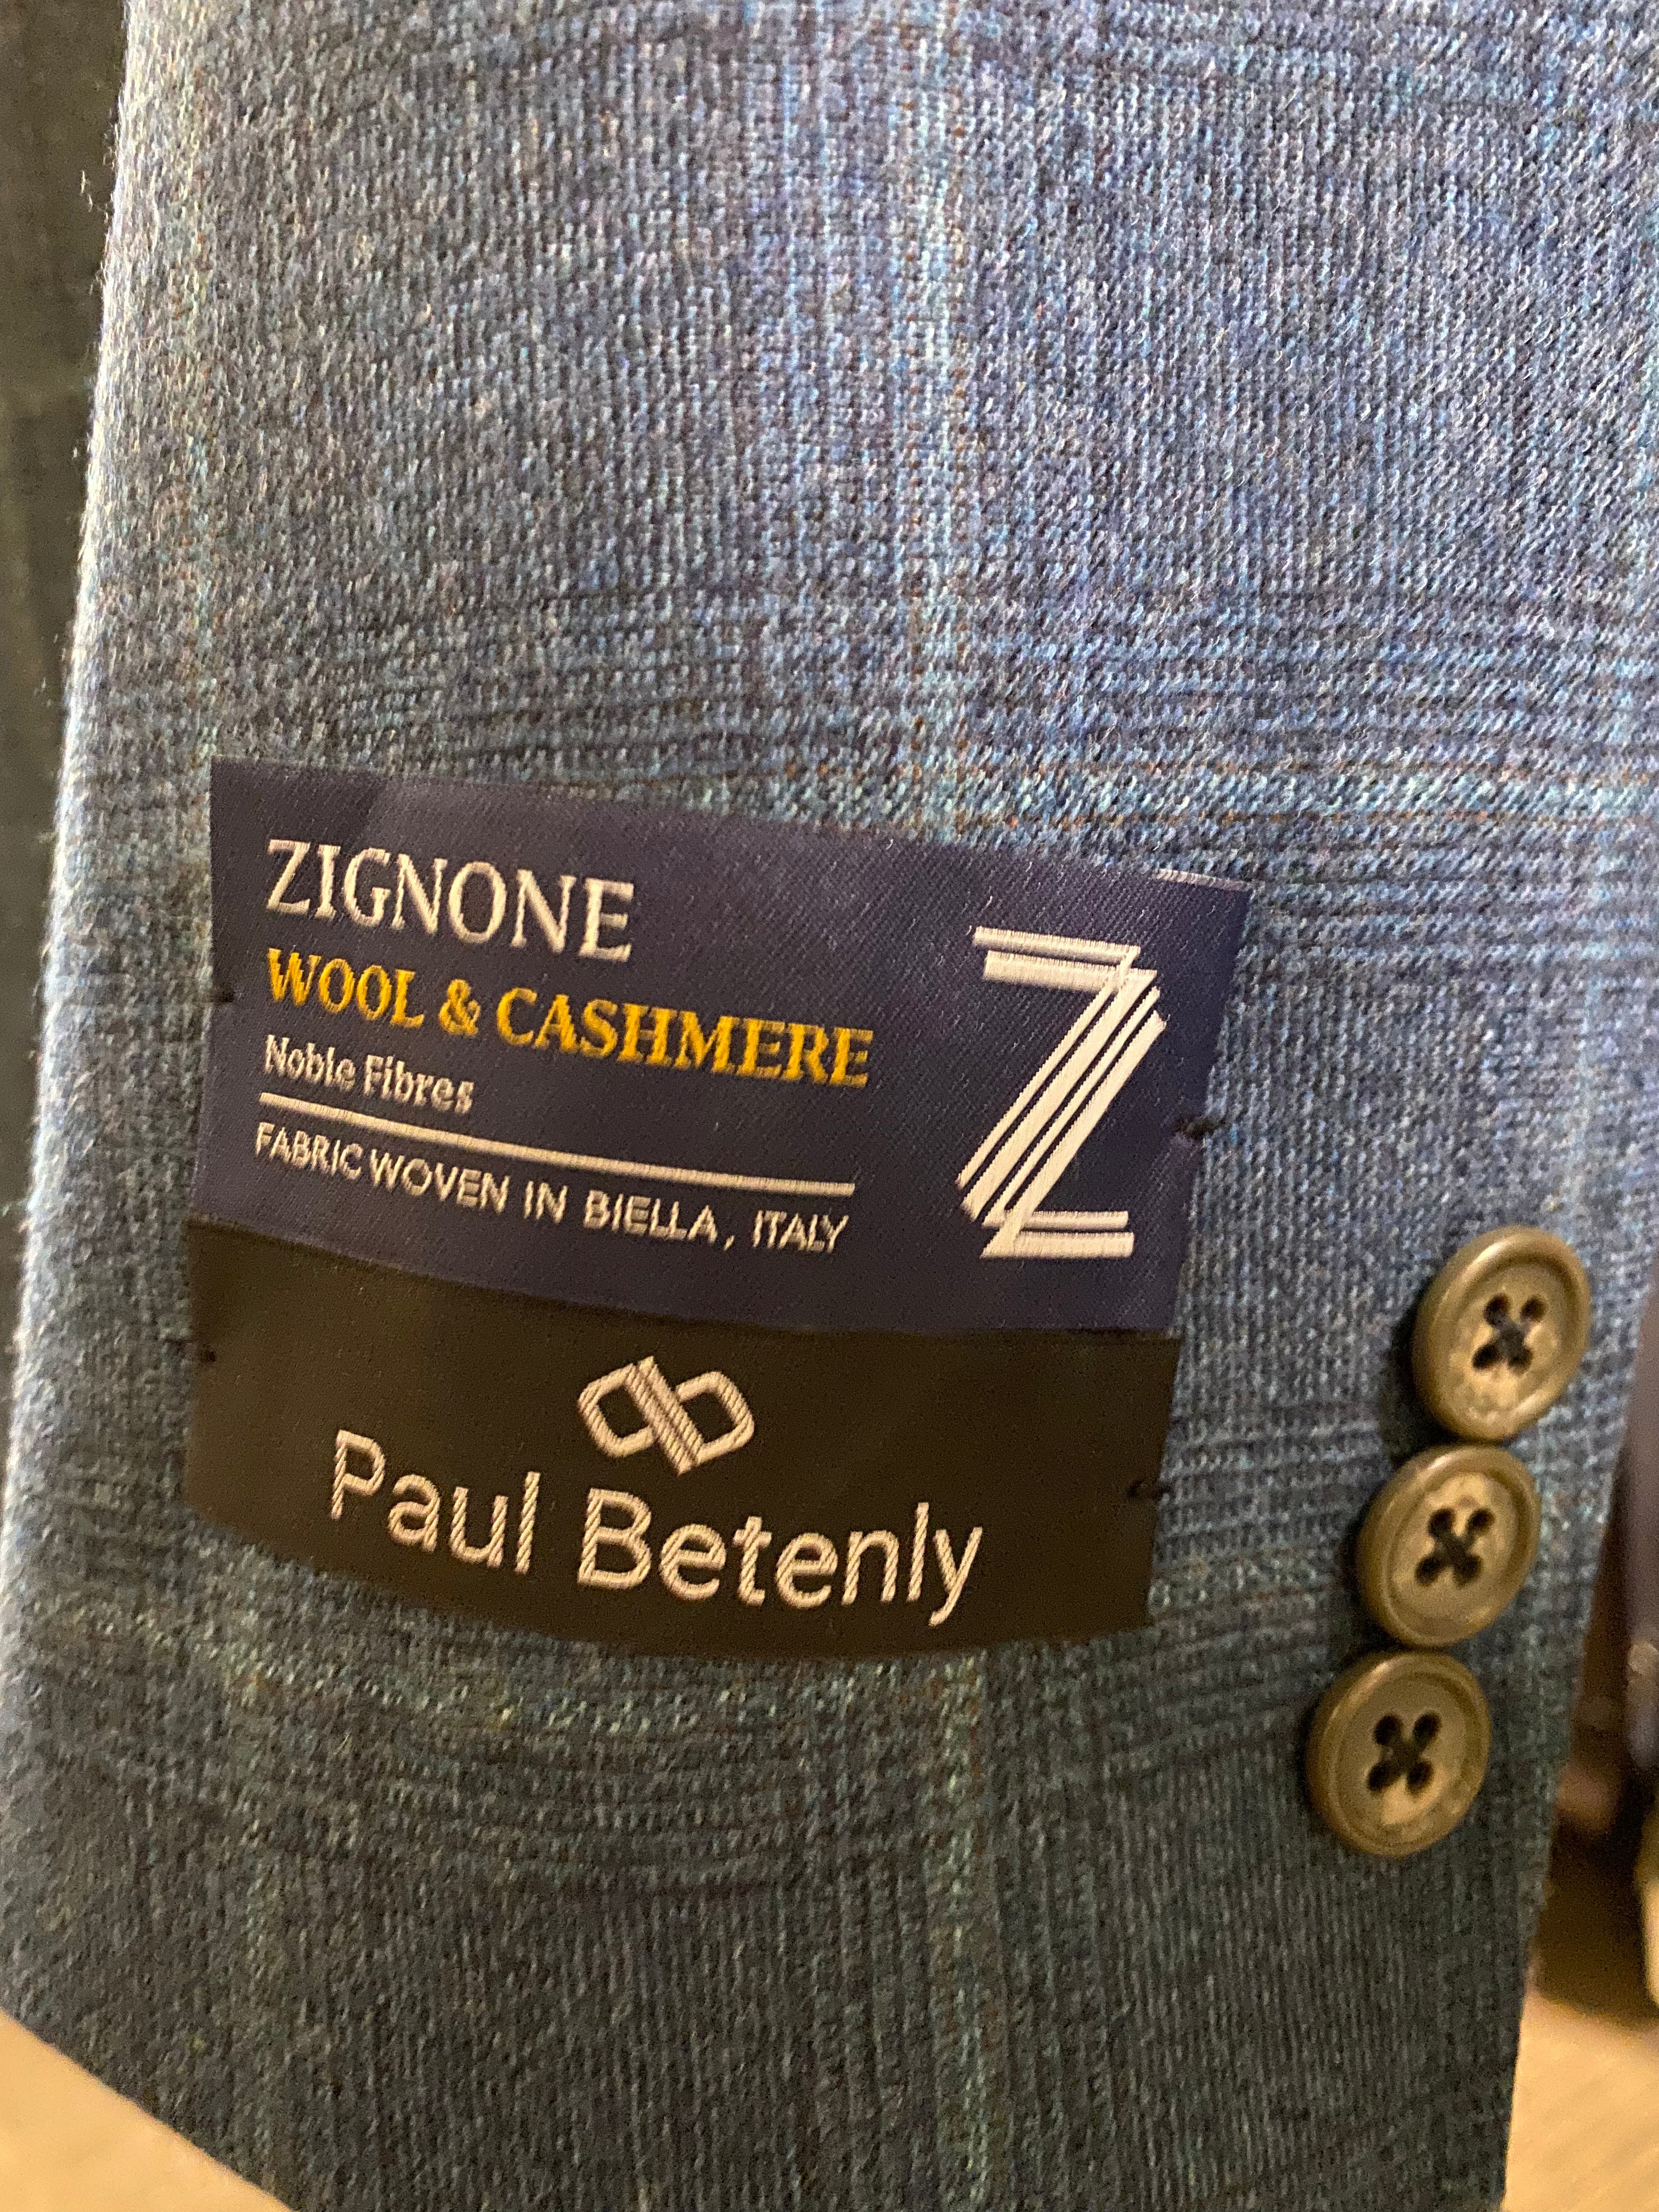 ZIGNONE
WOOL & CASHMERE
Noble Fibres
FABRIC WOVEN IN BIELLA, ITALY
Z
Paul Betenly